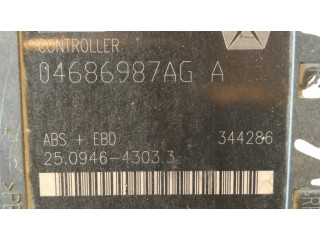 CONTROLLER
04686987AG A
ABS + EBD 344286
25.0946-4303.3